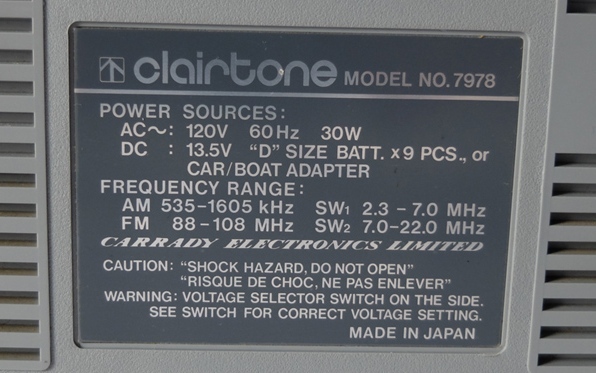 clairtone MODEL NO. 7978
POWER SOURCES:
AC～: 120V 60Hz 30W
DC : 13.5V "D" SIZE BATT. x 9 PCS., or
CAR/BOAT ADAPTER
FREQUENCY RANGE:
AM 535-1605 kHz SW1 2.3 - 7.0 MHz
FM 88-108 MHz SW2 7.0-22.0 MHz
CARRADY ELECTRONICS LIMITED
CAUTION: "SHOCK HAZARD, DO NOT OPEN"
"RISQUE DE CHOC, NE PAS ENLEVER"
WARNING: VOLTAGE SELECTOR SWITCH ON THE SIDE.
SEE SWITCH FOR CORRECT VOLTAGE SETTING.
MADE IN JAPAN